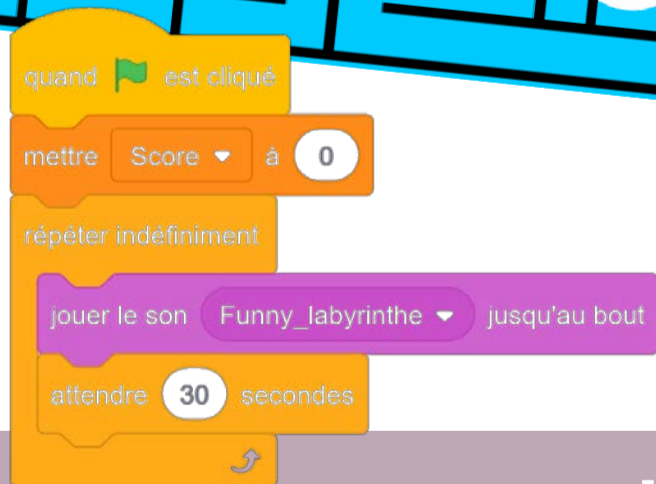 quand est cliqué
mettre Score à 0
répéter indéfiniment
jouer le son Funny_labyrinthe jusqu'au bout
attendre 30 secondes